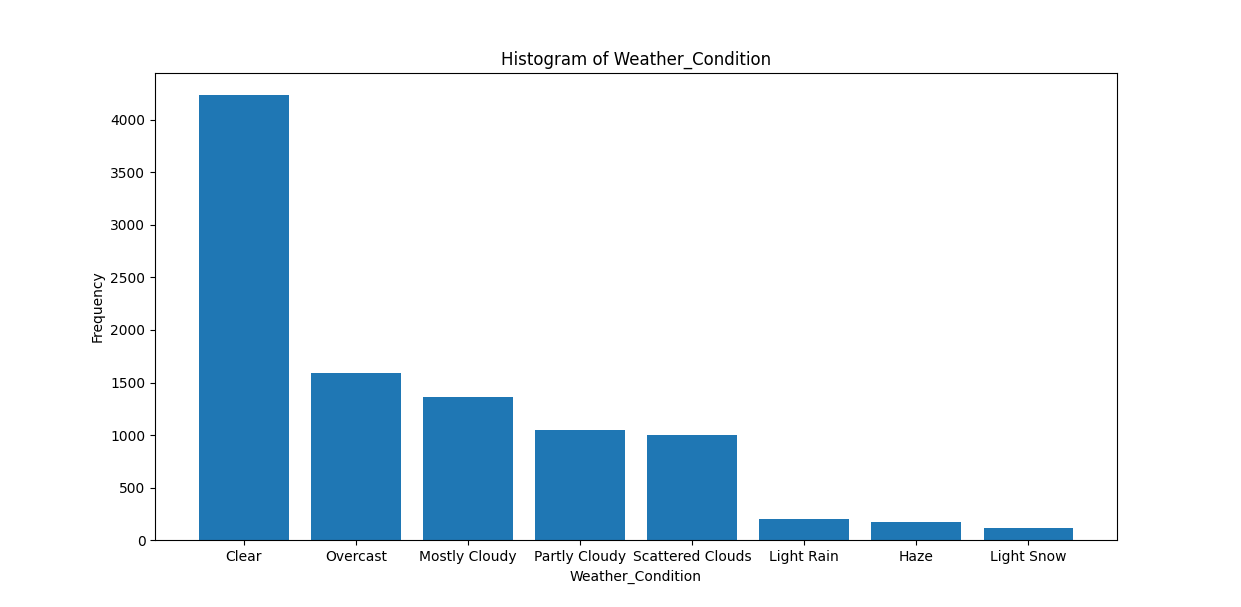 Histogram of Weather_Condition
4000
3500
3000
2500
2000
1500
1000
500
0
Frequency
Clear Overcast Mostly Cloudy Partly Cloudy Scattered Clouds Light Rain Haze Light Snow
Weather_Condition